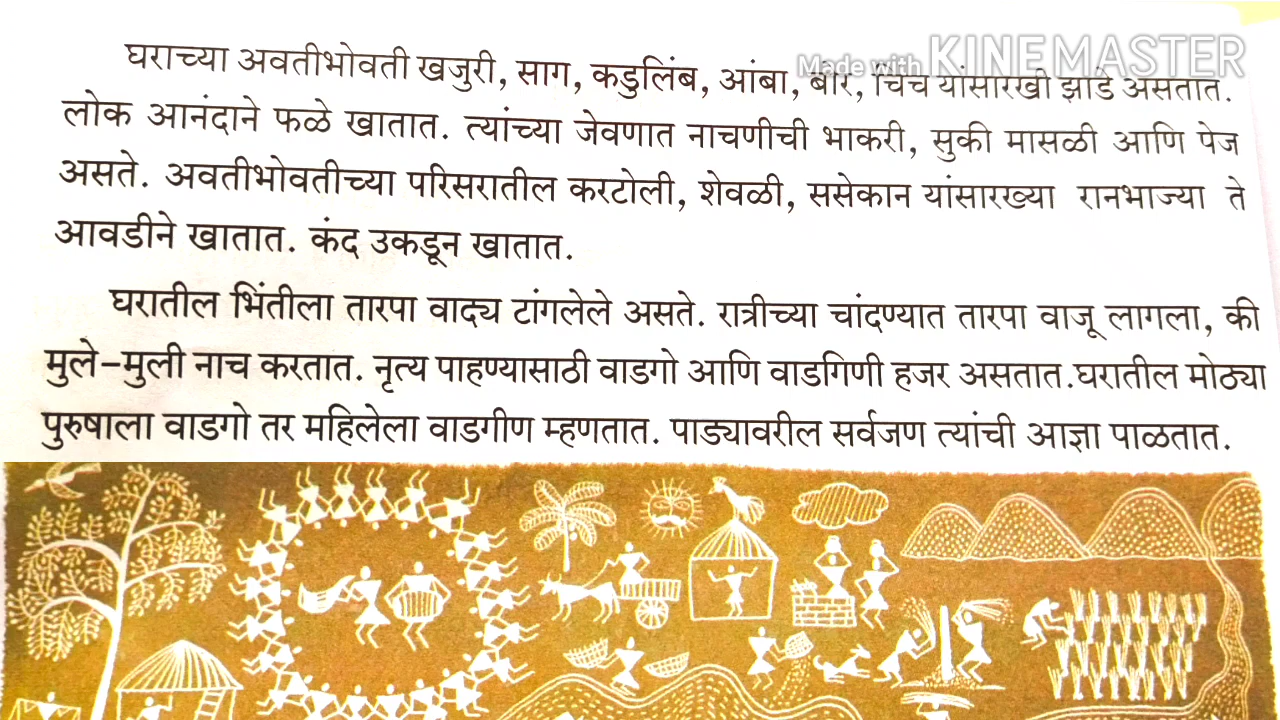 Made with KINEMASTER
घराच्या अवतीभोवती खजुरी, साग, कडुलिंब, आंबा, बोर, चिंच यांसारखी झाडे असतात.
लोक आनंदाने फळे खातात. त्यांच्या जेवणात नाचणीची भाकरी, सुकी मासळी आणि पेज
असते. अवतीभोवतीच्या परिसरातील करटोली, शेवळी, ससेकान यांसारख्या रानभाज्या ते
आवडीने खातात. कंद उकडून खातात.
घरातील भिंतीला तारपा वाद्य टांगलेले असते. रात्रीच्या चांदण्यात तारपा वाजू लागला, की
मुले-मुली नाच करतात. नृत्य पाहण्यासाठी वाडगो आणि वाडगिणी हजर असतात.घरातील मोठ्या
पुरुषाला वाडगो तर महिलेला वाडगीण म्हणतात. पाड्यावरील सर्वजण त्यांची आज्ञा पाळतात.